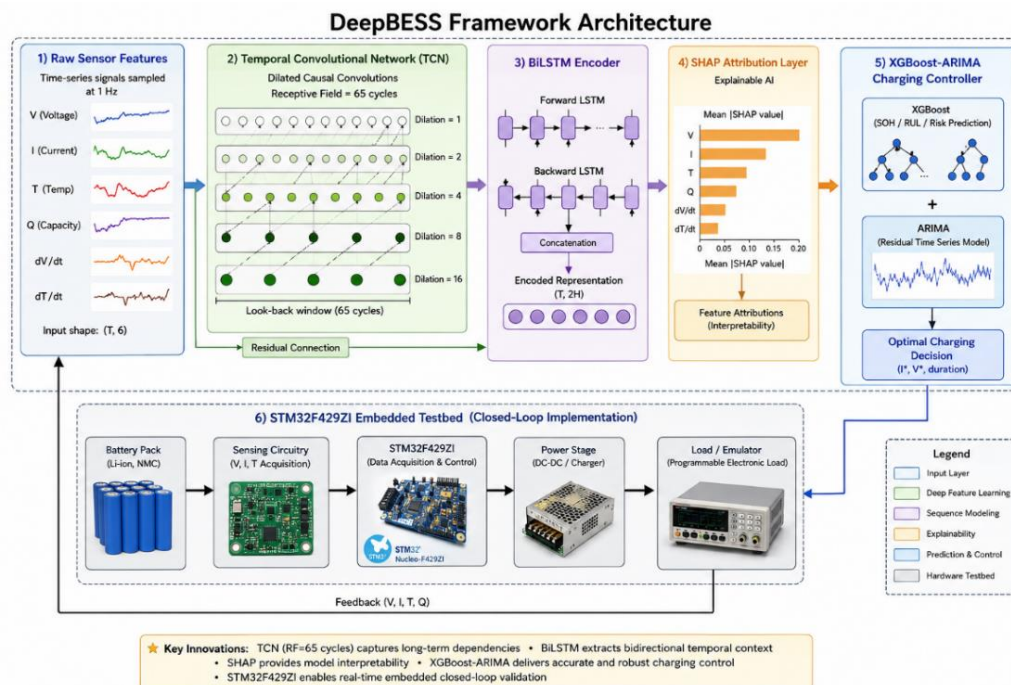 DeepBESS Framework Architecture
1) Raw Sensor Features
Time-series signals sampled
at 1 Hz
V (Voltage)
I (Current)
T (Temp)
Q (Capacity)
dV/dt
dT/dt
Input shape: (T, 6)
2) Temporal Convolutional Network (TCN)
Dilated Causal Convolutions
Receptive Field = 65 cycles
Dilation = 1
Dilation = 2
Dilation = 4
Dilation = 8
Dilation = 16
Look-back window (65 cycles)
Residual Connection
3) BiLSTM Encoder
Forward LSTM
...
Backward LSTM
Concatenation
Encoded Representation
(T, 2H)
4) SHAP Attribution Layer
Explainable AI
Mean |SHAP value|
V
I
T
Q
dV/dt
dT/dt
0 0.05 0.10 0.15 0.20
Mean |SHAP value|
Feature Attributions
(Interpretability)
5) XGBoost-ARIMA
Charging Controller
XGBoost
(SOH / RUL / Risk Prediction)
...
+
ARIMA
(Residual Time Series Model)
Optimal Charging
Decision
(I*, V*, duration)
6) STM32F429ZI Embedded Testbed (Closed-Loop Implementation)
Battery Pack
(Li-ion, NMC)
Sensing Circuitry
(V, I, T Acquisition)
STM32F429ZI
(Data Acquisition & Control)
STM32
Nucleo-F429ZI
Power Stage
(DC-DC / Charger)
Load / Emulator
(Programmable Electronic Load)
Feedback (V, I, T, Q)
Legend
Input Layer
Deep Feature Learning
Sequence Modeling
Explainability
Prediction & Control
Hardware Testbed
Key Innovations: TCN (RF=65 cycles) captures long-term dependencies • BiLSTM extracts bidirectional temporal context
• SHAP provides model interpretability • XGBoost-ARIMA delivers accurate and robust charging control
• STM32F429ZI enables real-time embedded closed-loop validation